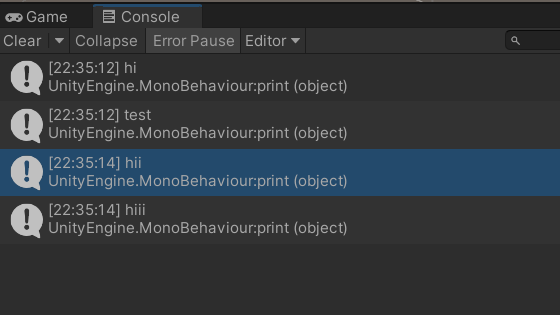 Game Console
Clear Collapse Error Pause Editor
[22:35:12] hi
UnityEngine.MonoBehaviour:print (object)
[22:35:12] test
UnityEngine.MonoBehaviour:print (object)
[22:35:14] hii
UnityEngine.MonoBehaviour:print (object)
[22:35:14] hiii
UnityEngine.MonoBehaviour:print (object)